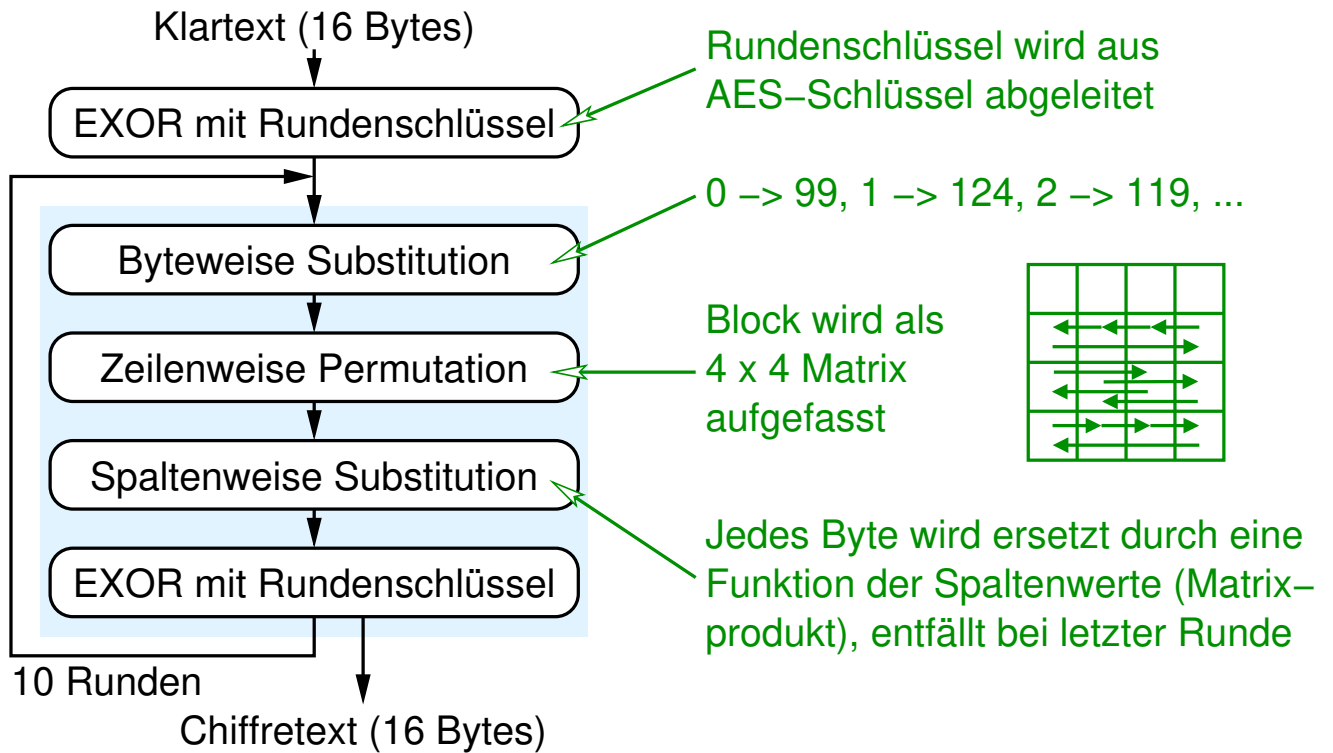 Klartext (16 Bytes)
EXOR mit Rundenschlüssel
Rundenschlüssel wird aus
AES−Schlüssel abgeleitet
0 −> 99, 1 −> 124, 2 −> 119, ...
Byteweise Substitution
Zeilenweise Permutation
Block wird als
4 x 4 Matrix
aufgefasst
Spaltenweise Substitution
EXOR mit Rundenschlüssel
Jedes Byte wird ersetzt durch eine
Funktion der Spaltenwerte (Matrix−
produkt), entfällt bei letzter Runde
10 Runden
Chiffretext (16 Bytes)